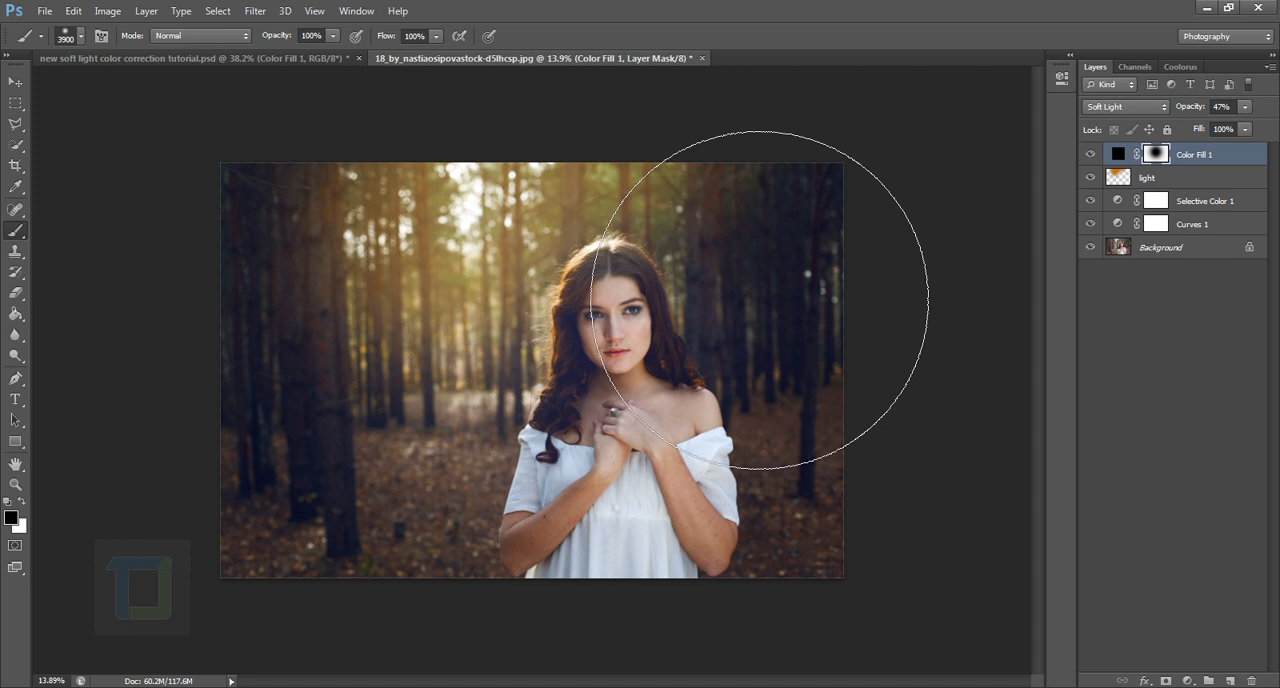 Ps File Edit Image Layer Type Select Filter 3D View Window Help
3900 Mode: Normal Opacity: 100% Flow: 100% Photography
new soft light color correction tutorial.psd @ 38.2% (Color Fill 1, RGB/8*) * × 18_by_nastiaosipovastock-d5lhcsp.jpg @ 13.9% (Color Fill 1, Layer Mask/8) * ×
Layers Channels Coolorus
Kind
Soft Light Opacity: 47%
Lock: Fill: 100%
Color Fill 1
light
Selective Color 1
Curves 1
Background
13.89% Doc: 60.2M/117.6M